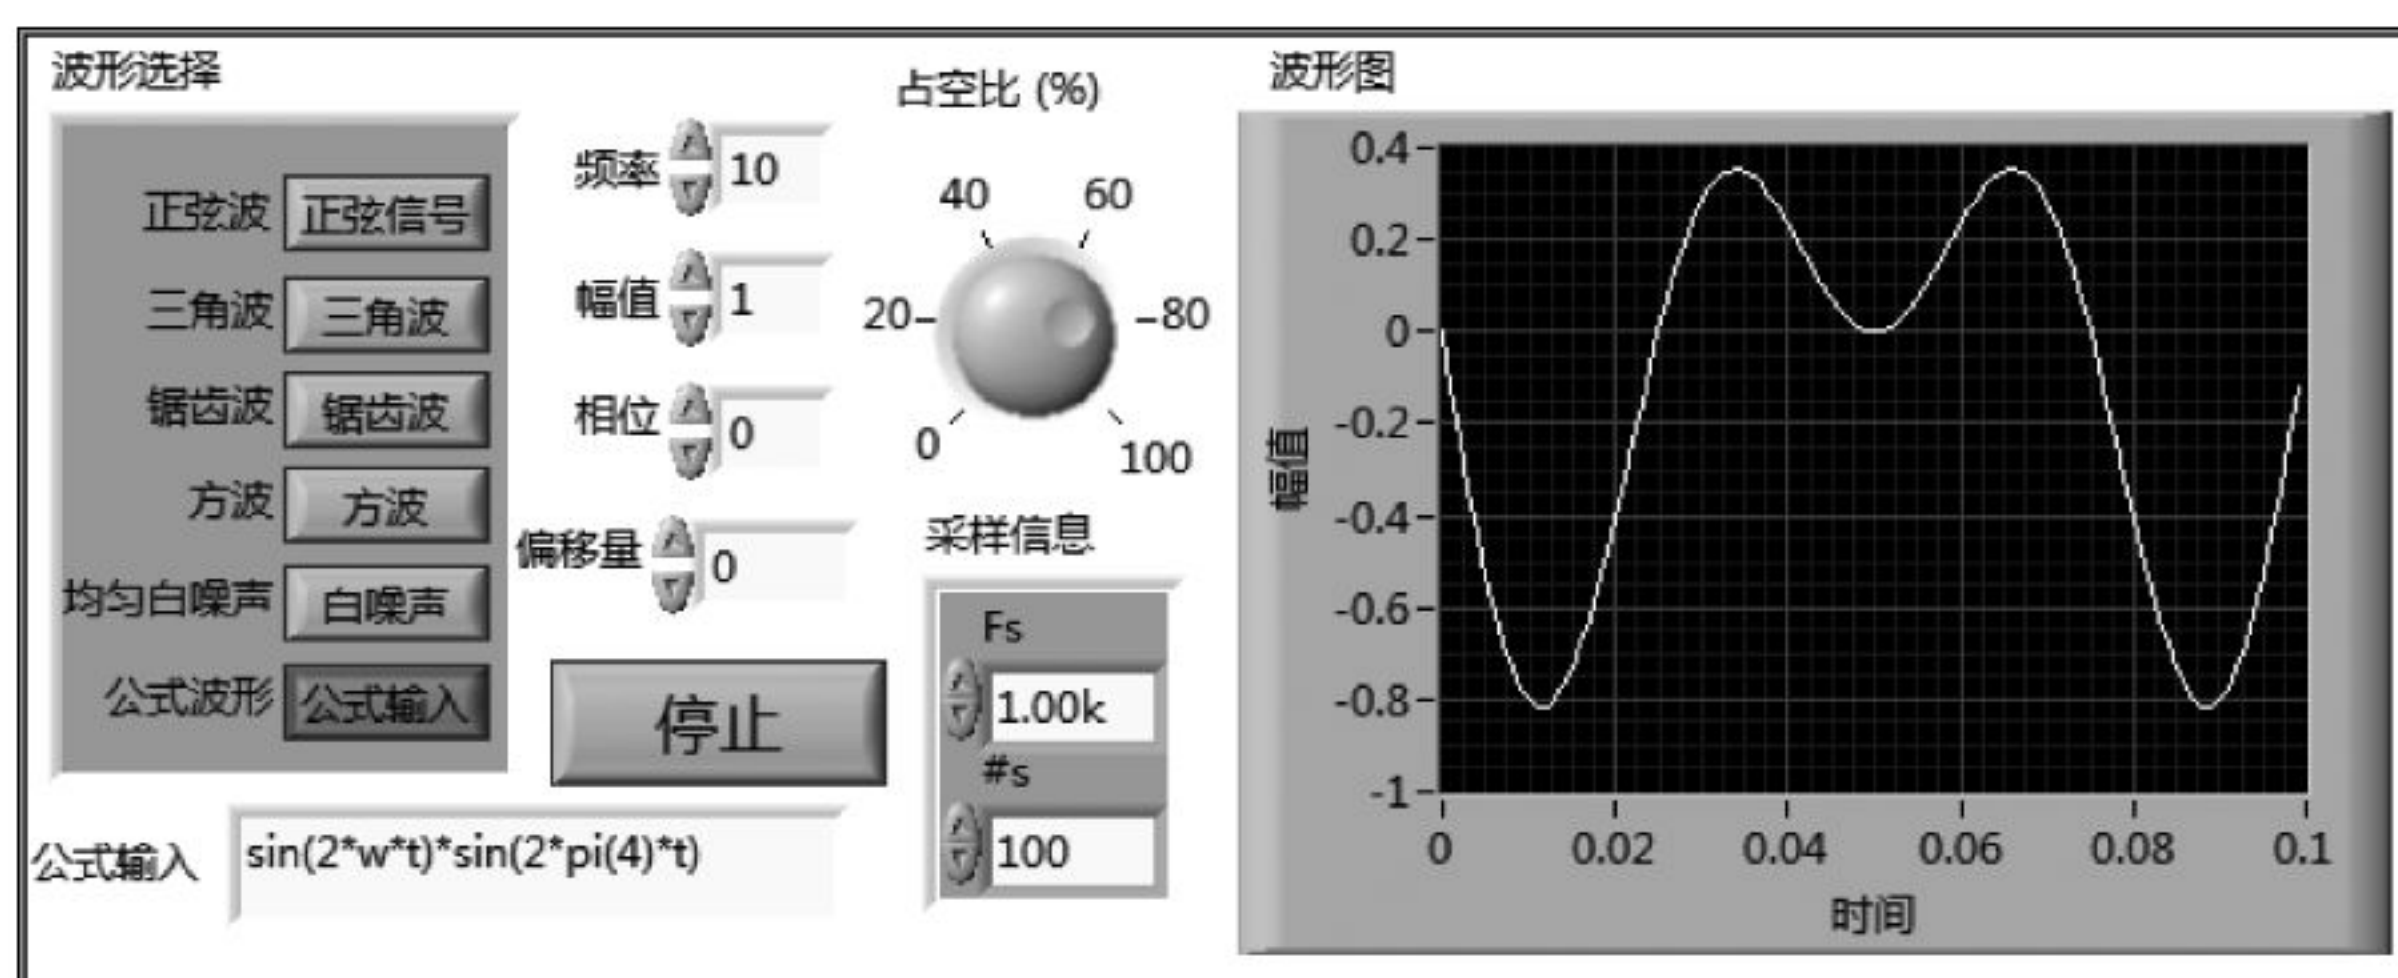 波形选择
正弦波 正弦信号
三角波 三角波
锯齿波 锯齿波
方波 方波
均匀白噪声 白噪声
公式波形 公式输入
公式输入 sin(2*w*t)*sin(2*pi(4)*t)
频率 10
幅值 1
相位 0
偏移量 0
停止
占空比 (%)
40 60
20 80
0 100
采样信息
Fs
1.00k
#s
100
波形图
0.4
0.2
0
-0.2
-0.4
-0.6
-0.8
-1
幅值
0 0.02 0.04 0.06 0.08 0.1
时间